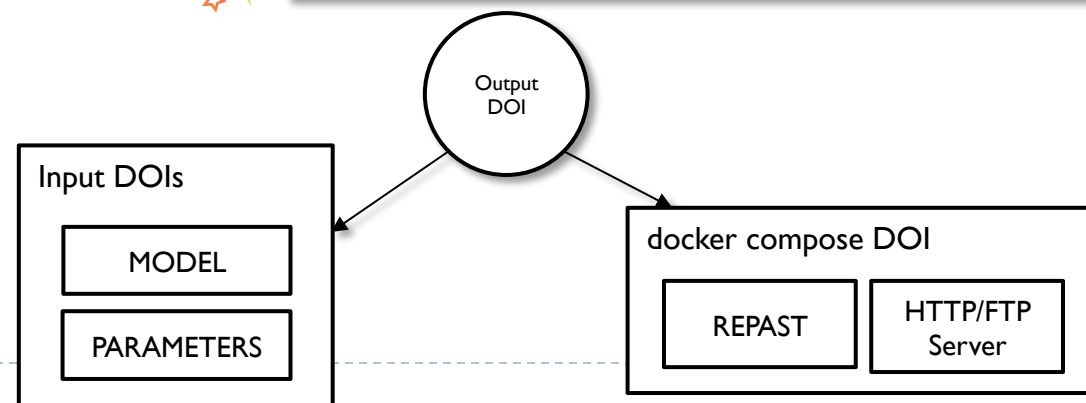 Output
DOI
Input DOIs
MODEL
PARAMETERS
docker compose DOI
REPAST
HTTP/FTP
Server